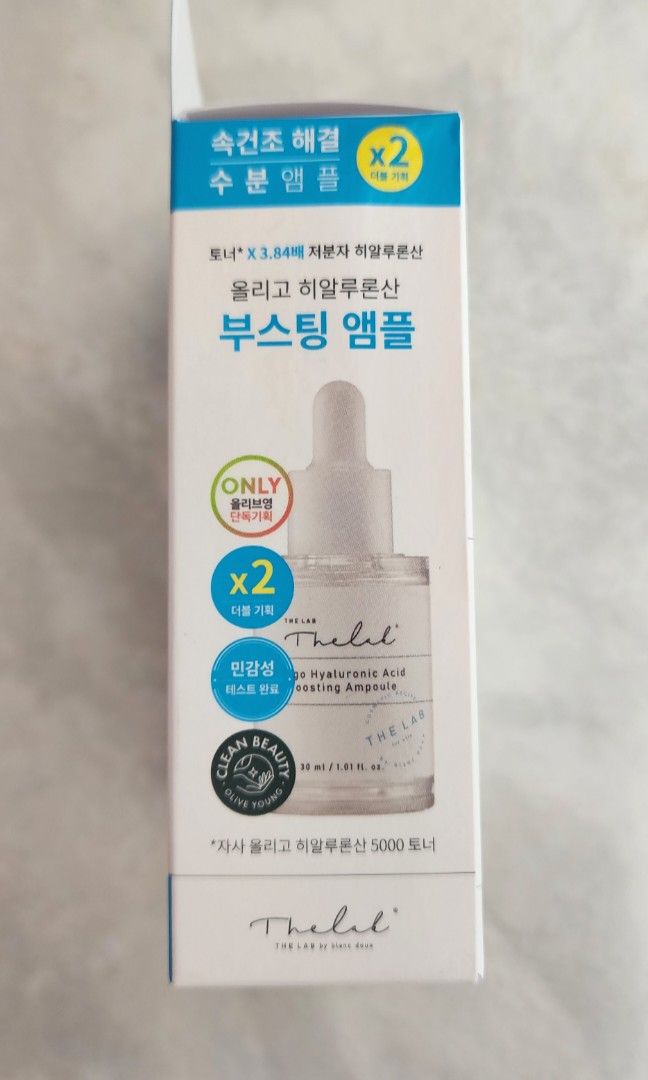 속건조 해결
수분앰플
x2
더블 기획
토너* X 3.84배 저분자 히알루론산
올리고 히알루론산
부스팅 앰플
ONLY
올리브영
단독기획
x2
더블 기획
민감성
테스트 완료
CLEAN BEAUTY
OLIVE YOUNG
THE LAB
Thelab®
go Hyaluronic Acid
oosting Ampoule
THE LAB
30 ml / 1.01 fl. oz.
*자사 올리고 히알루론산 5000 토너
Thelab®
THE LAB by blanc doux